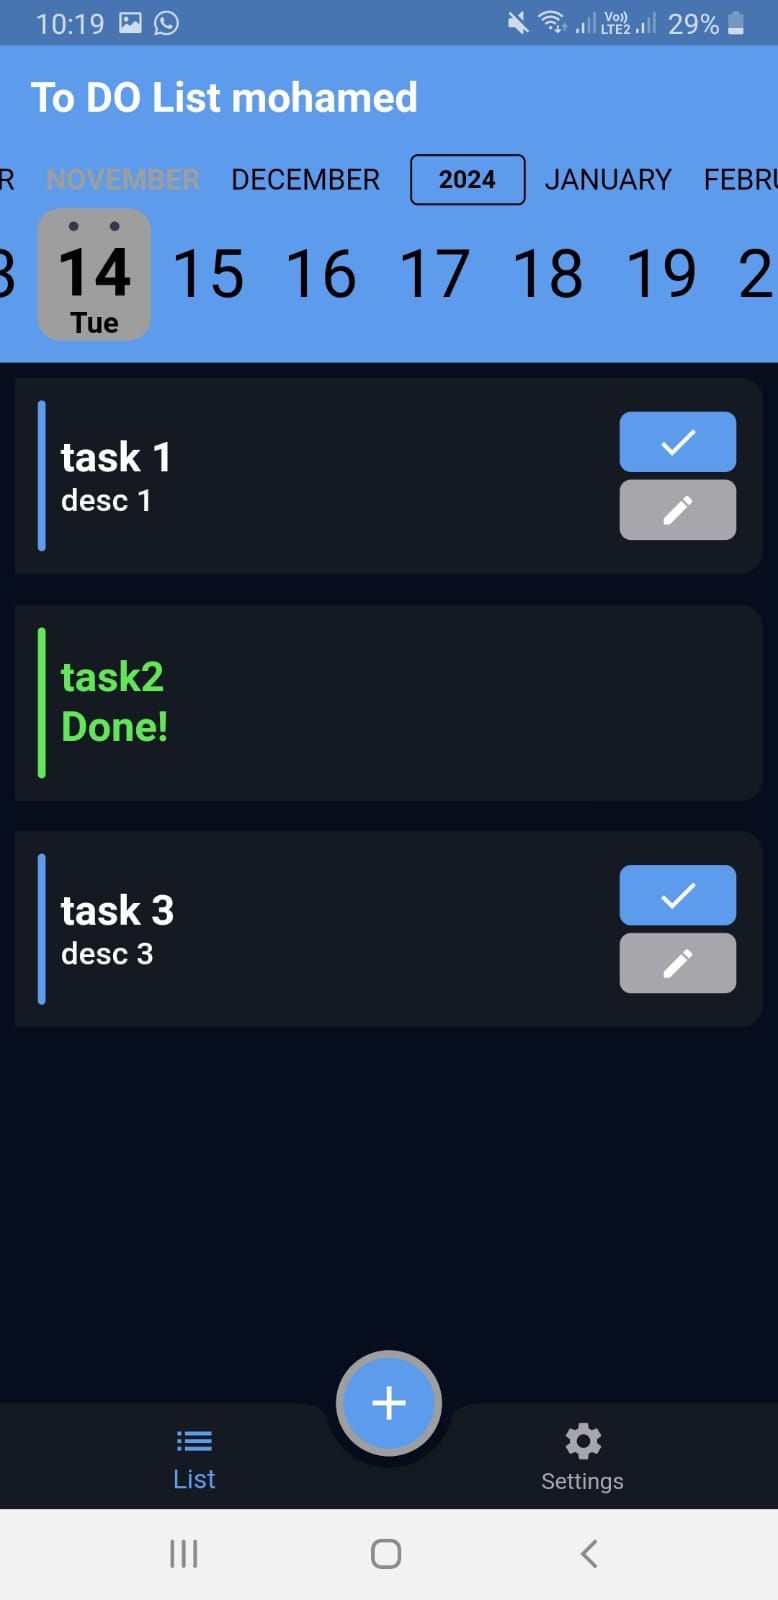 10:19 Vo)) LTE2 29%
To DO List mohamed
R NOVEMBER DECEMBER 2024 JANUARY FEBRU
3 14 15 16 17 18 19 2
Tue
task 1
desc 1
task2
Done!
task 3
desc 3
List Settings